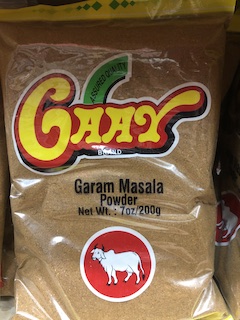 ASSURED QUALITY
GAAY
BRAND
Garam Masala
Powder
Net Wt. : 7oz/200g